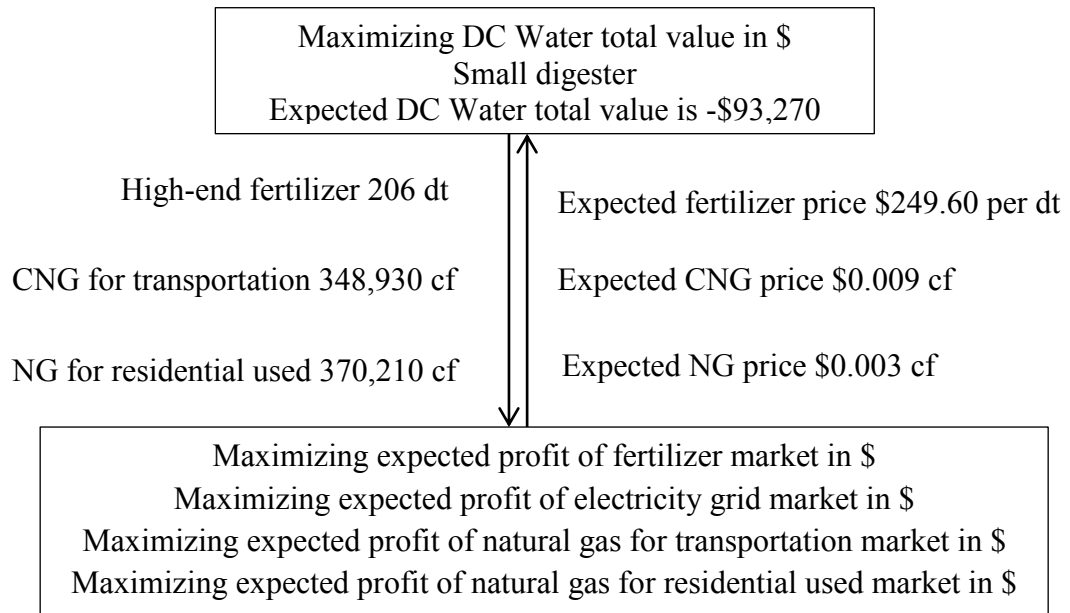 Maximizing DC Water total value in $
Small digester
Expected DC Water total value is -$93,270
High-end fertilizer 206 dt
Expected fertilizer price $249.60 per dt
CNG for transportation 348,930 cf
Expected CNG price $0.009 cf
NG for residential used 370,210 cf
Expected NG price $0.003 cf
Maximizing expected profit of fertilizer market in $
Maximizing expected profit of electricity grid market in $
Maximizing expected profit of natural gas for transportation market in $
Maximizing expected profit of natural gas for residential used market in $